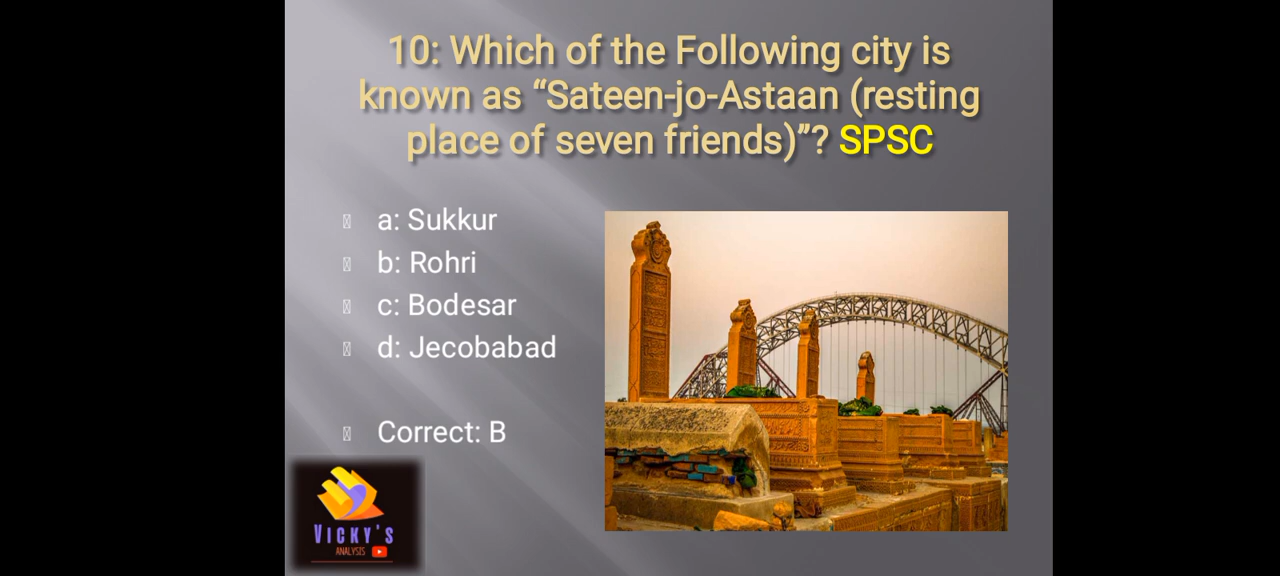 10: Which of the Following city is
known as “Sateen-jo-Astaan (resting
place of seven friends)”? SPSC
a: Sukkur
b: Rohri
c: Bodesar
d: Jecobabad
Correct: B
VICKY'S
ANALYSIS